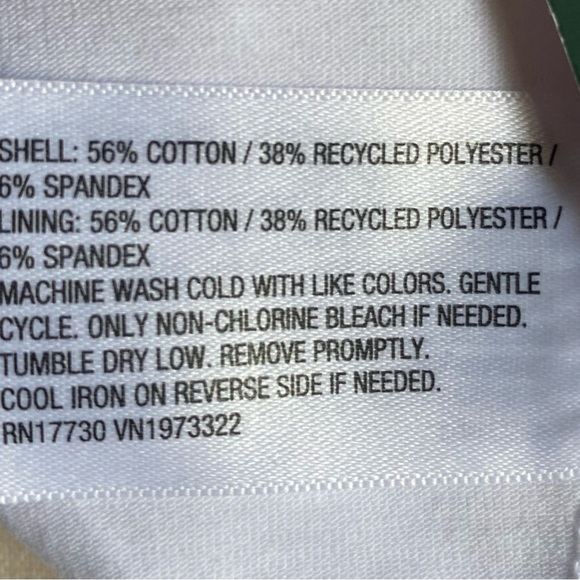 SHELL: 56% COTTON / 38% RECYCLED POLYESTER /
6% SPANDEX
LINING: 56% COTTON / 38% RECYCLED POLYESTER /
6% SPANDEX
MACHINE WASH COLD WITH LIKE COLORS. GENTLE
CYCLE. ONLY NON-CHLORINE BLEACH IF NEEDED.
TUMBLE DRY LOW. REMOVE PROMPTLY.
COOL IRON ON REVERSE SIDE IF NEEDED.
RN17730 VN1973322